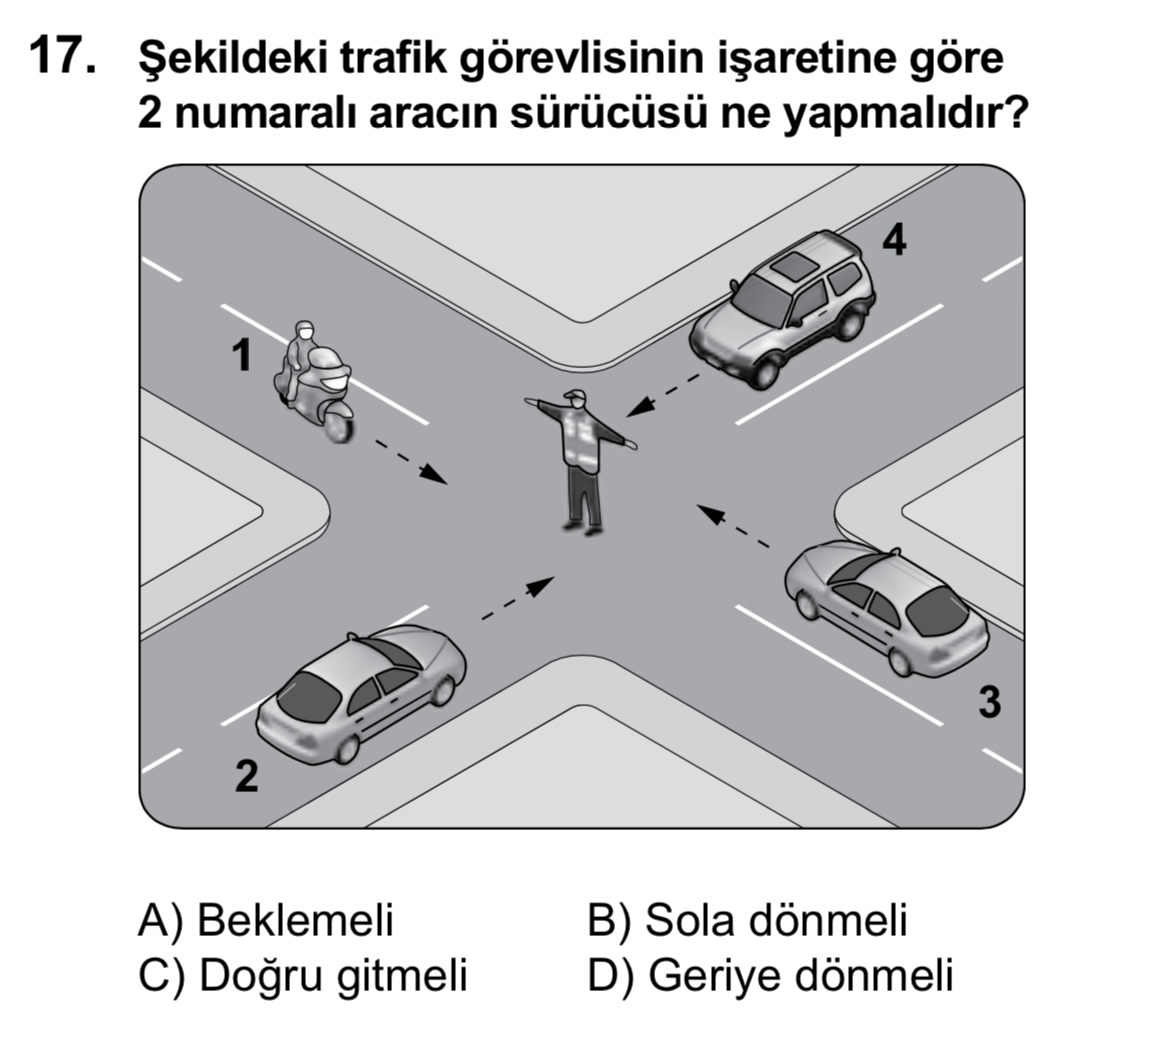 17. Şekildeki trafik görevlisinin işaretine göre
2 numaralı aracın sürücüsü ne yapmalıdır?
4
1
3
2
A) Beklemeli B) Sola dönmeli
C) Doğru gitmeli D) Geriye dönmeli